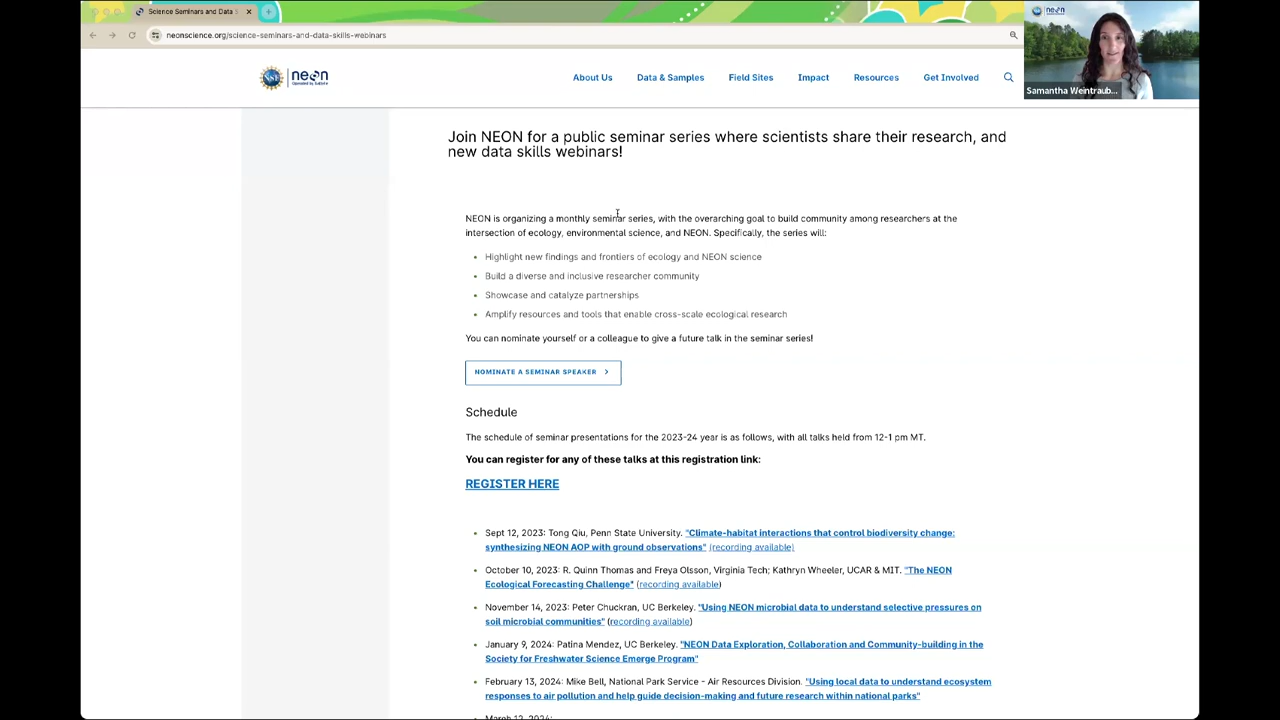 Science Seminars and Data S
neonscience.org/science-seminars-and-data-skills-webinars
neon
Samantha Weintraub...
NSF
neon
Operated by Battelle
About Us
Data & Samples
Field Sites
Impact
Resources
Get Involved
Join NEON for a public seminar series where scientists share their research, and
new data skills webinars!
NEON is organizing a monthly seminar series, with the overarching goal to build community among researchers at the
intersection of ecology, environmental science, and NEON. Specifically, the series will:
• Highlight new findings and frontiers of ecology and NEON science
• Build a diverse and inclusive researcher community
• Showcase and catalyze partnerships
• Amplify resources and tools that enable cross-scale ecological research
You can nominate yourself or a colleague to give a future talk in the seminar series!
NOMINATE A SEMINAR SPEAKER >
Schedule
The schedule of seminar presentations for the 2023-24 year is as follows, with all talks held from 12-1 pm MT.
You can register for any of these talks at this registration link:
REGISTER HERE
• Sept 12, 2023: Tong Qiu, Penn State University. "Climate-habitat interactions that control biodiversity change:
synthesizing NEON AOP with ground observations" (recording available)
• October 10, 2023: R. Quinn Thomas and Freya Olsson, Virginia Tech; Kathryn Wheeler, UCAR & MIT. "The NEON
Ecological Forecasting Challenge" (recording available)
• November 14, 2023: Peter Chuckran, UC Berkeley. "Using NEON microbial data to understand selective pressures on
soil microbial communities" (recording available)
• January 9, 2024: Patina Mendez, UC Berkeley. "NEON Data Exploration, Collaboration and Community-building in the
Society for Freshwater Science Emerge Program"
• February 13, 2024: Mike Bell, National Park Service - Air Resources Division. "Using local data to understand ecosystem
responses to air pollution and help guide decision-making and future research within national parks"
March 12, 2024: